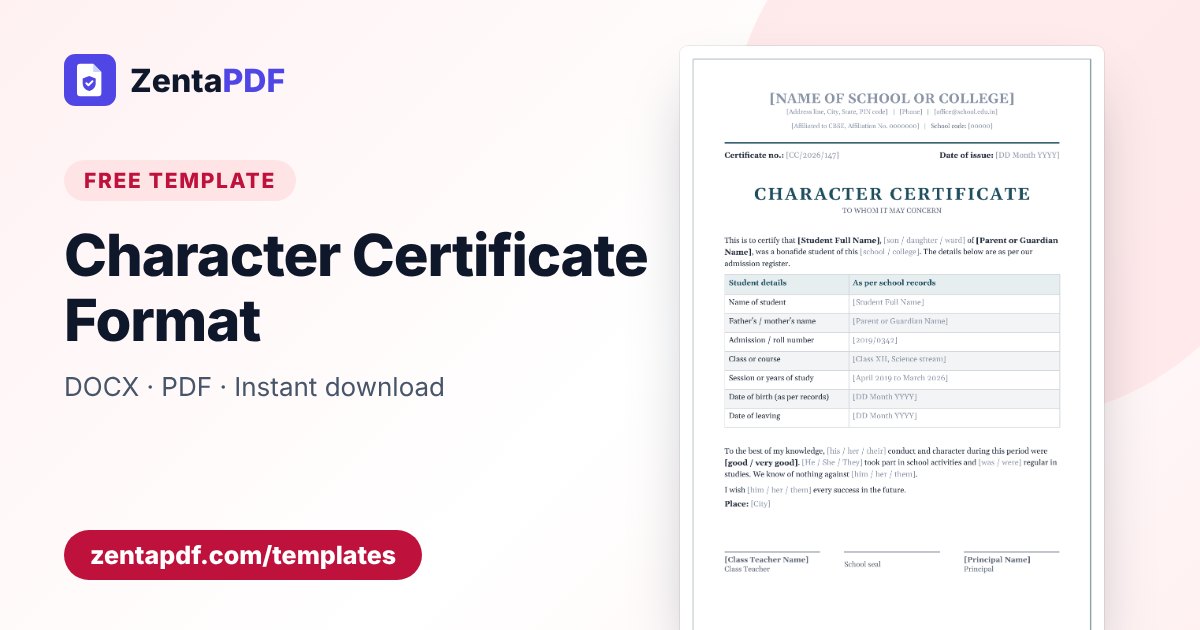 ZentaPDF
FREE TEMPLATE
Character Certificate
Format
DOCX · PDF · Instant download
zentapdf.com/templates
[NAME OF SCHOOL OR COLLEGE]
[Address line, City, State, PIN code] | [Phone] | [office@school.edu.in]
[Affiliated to CBSE, Affiliation No. 0000000] | School code: [00000]
Certificate no.: [CC/2026/147] Date of issue: [DD Month YYYY]
CHARACTER CERTIFICATE
TO WHOM IT MAY CONCERN
This is to certify that [Student Full Name], [son / daughter / ward] of [Parent or Guardian
Name], was a bonafide student of this [school / college]. The details below are as per our
admission register.
Student details As per school records
Name of student [Student Full Name]
Father's / mother's name [Parent or Guardian Name]
Admission / roll number [2019/0342]
Class or course [Class XII, Science stream]
Session or years of study [April 2019 to March 2026]
Date of birth (as per records) [DD Month YYYY]
Date of leaving [DD Month YYYY]
To the best of my knowledge, [his / her / their] conduct and character during this period were
[good / very good]. [He / She / They] took part in school activities and [was / were] regular in
studies. We know of nothing against [him / her / them].
I wish [him / her / them] every success in the future.
Place: [City]
[Class Teacher Name] [Principal Name]
Class Teacher School seal Principal